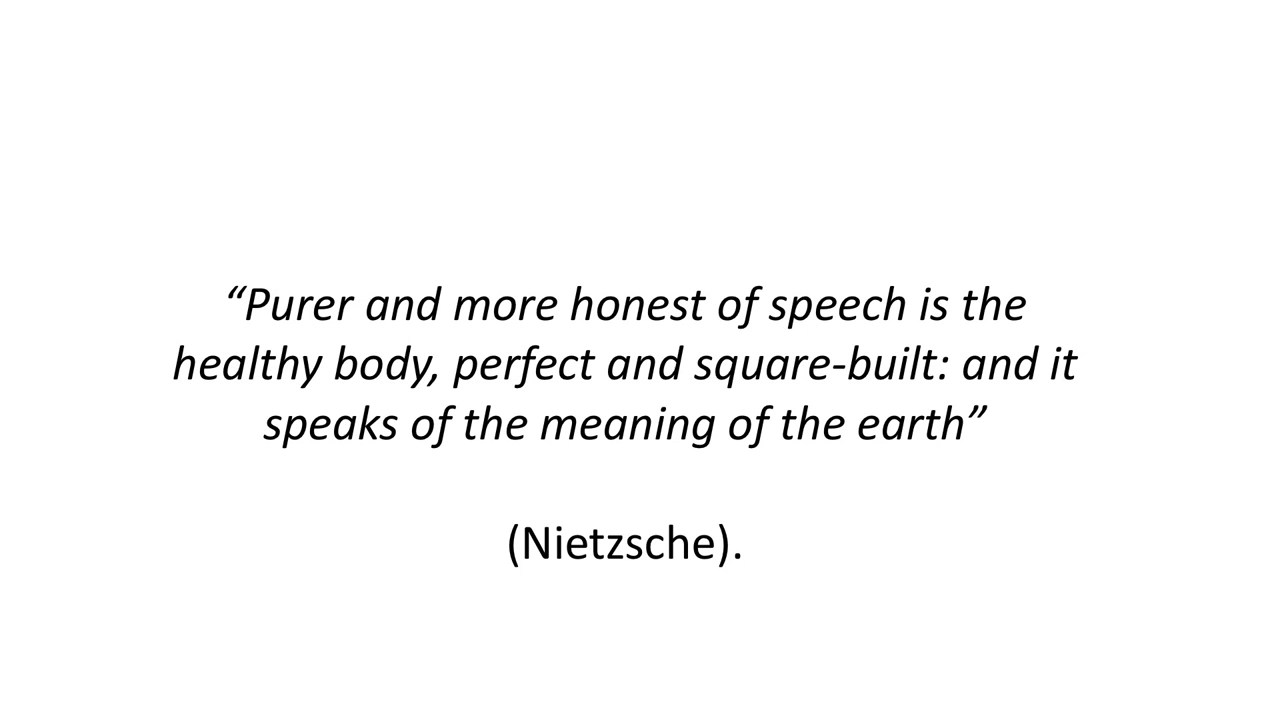 “Purer and more honest of speech is the
healthy body, perfect and square-built: and it
speaks of the meaning of the earth”
(Nietzsche).